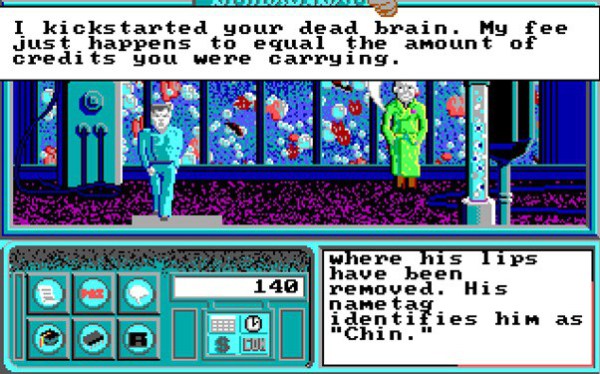 I kickstarted your dead brain. My fee
just happens to equal the amount of
credits you were carrying.
PAX
140
$
R
where his lips
have been
removed. His
nametag
identifies him as
"Chin."